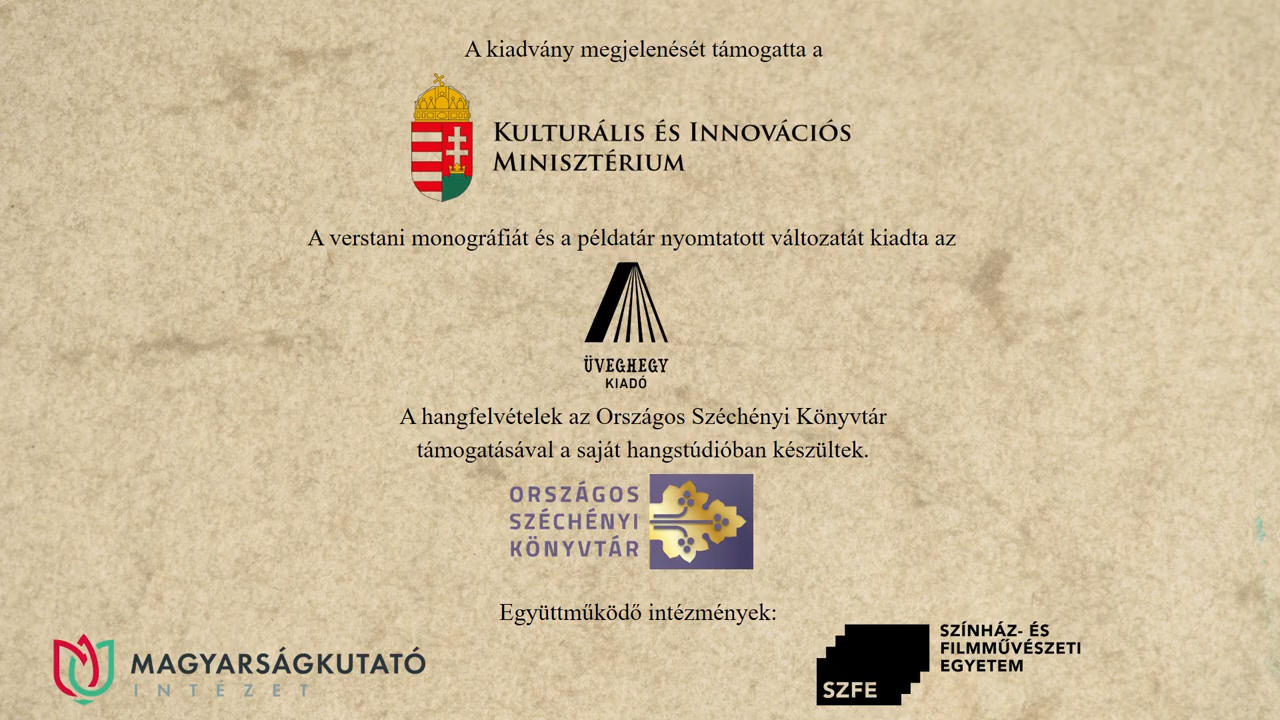 A kiadvány megjelenését támogatta a
Kulturális és Innovációs
Minisztérium
A verstani monográfiát és a példatár nyomtatott változatát kiadta az
ÜVEGHEGY
KIADÓ
A hangfelvételek az Országos Széchényi Könyvtár
támogatásával a saját hangstúdióban készültek.
ORSZÁGOS
SZÉCHÉNYI
KÖNYVTÁR
Együttműködő intézmények:
MAGYARSÁGKUTATÓ
INTÉZET
SZFE
SZÍNHÁZ- ÉS
FILMMŰVÉSZETI
EGYETEM